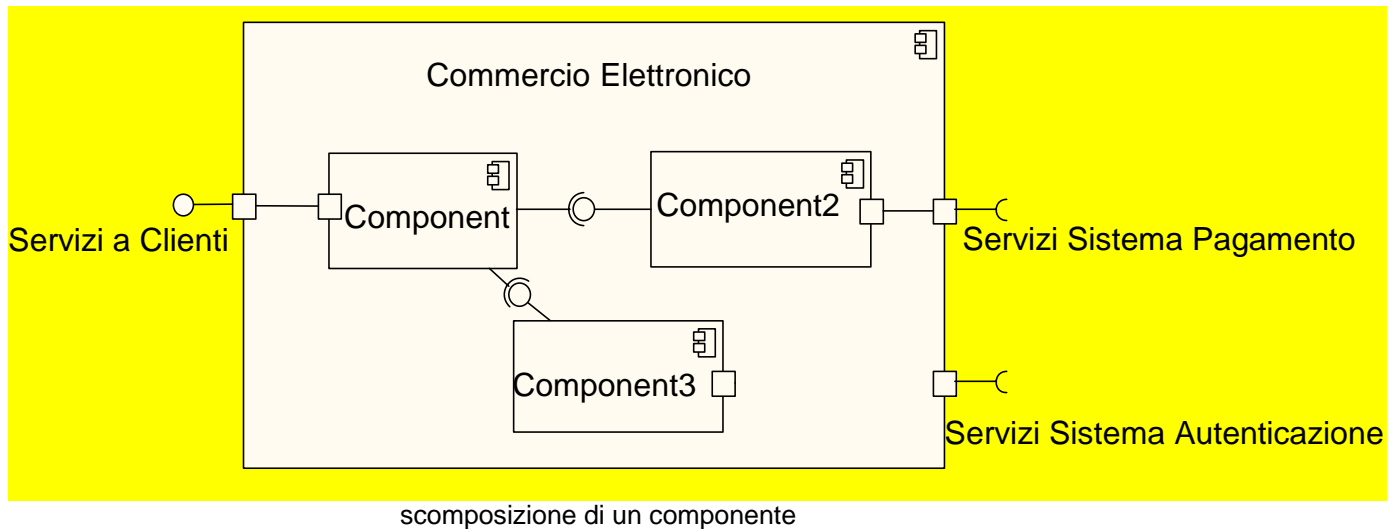 Commercio Elettronico
Component
Component2
Servizi a Clienti
Servizi Sistema Pagamento
Component3
Servizi Sistema Autenticazione
scomposizione di un componente